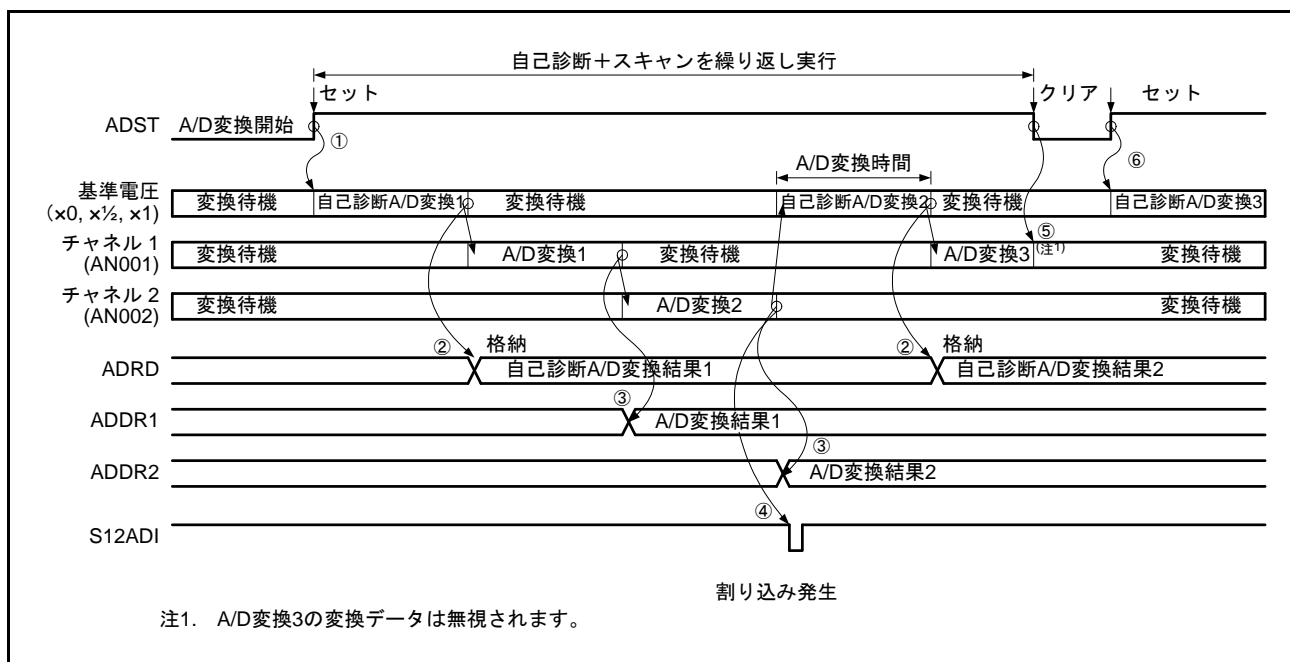 自己診断+スキャンを繰り返し実行
セット
クリア
セット
ADST
A/D変換開始
①
⑥
A/D変換時間
基準電圧
(×0, ×½, ×1)
変換待機
自己診断A/D変換1
変換待機
自己診断A/D変換2
変換待機
自己診断A/D変換3
⑤
チャネル 1
(AN001)
変換待機
A/D変換1
変換待機
A/D変換3
(注1)
変換待機
チャネル 2
(AN002)
変換待機
A/D変換2
変換待機
②
格納
②
格納
ADRD
自己診断A/D変換結果1
自己診断A/D変換結果2
③
ADDR1
A/D変換結果1
③
ADDR2
A/D変換結果2
④
S12ADI
割り込み発生
注1. A/D変換3の変換データは無視されます。